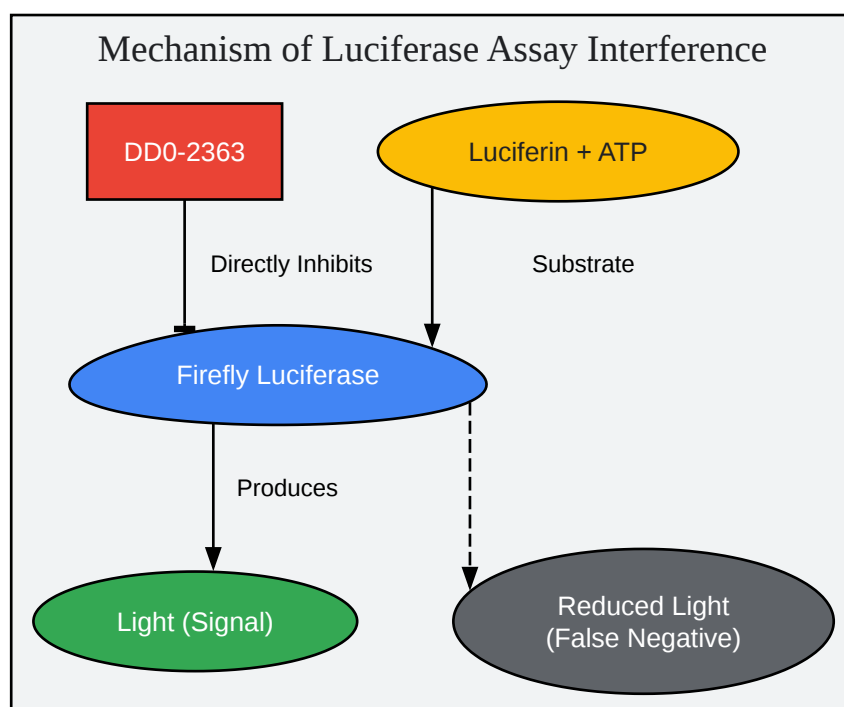 Mechanism of Luciferase Assay Interference
DD0-2363
Luciferin + ATP
Directly Inhibits
Substrate
Firefly Luciferase
Produces
Light (Signal)
Reduced Light
(False Negative)